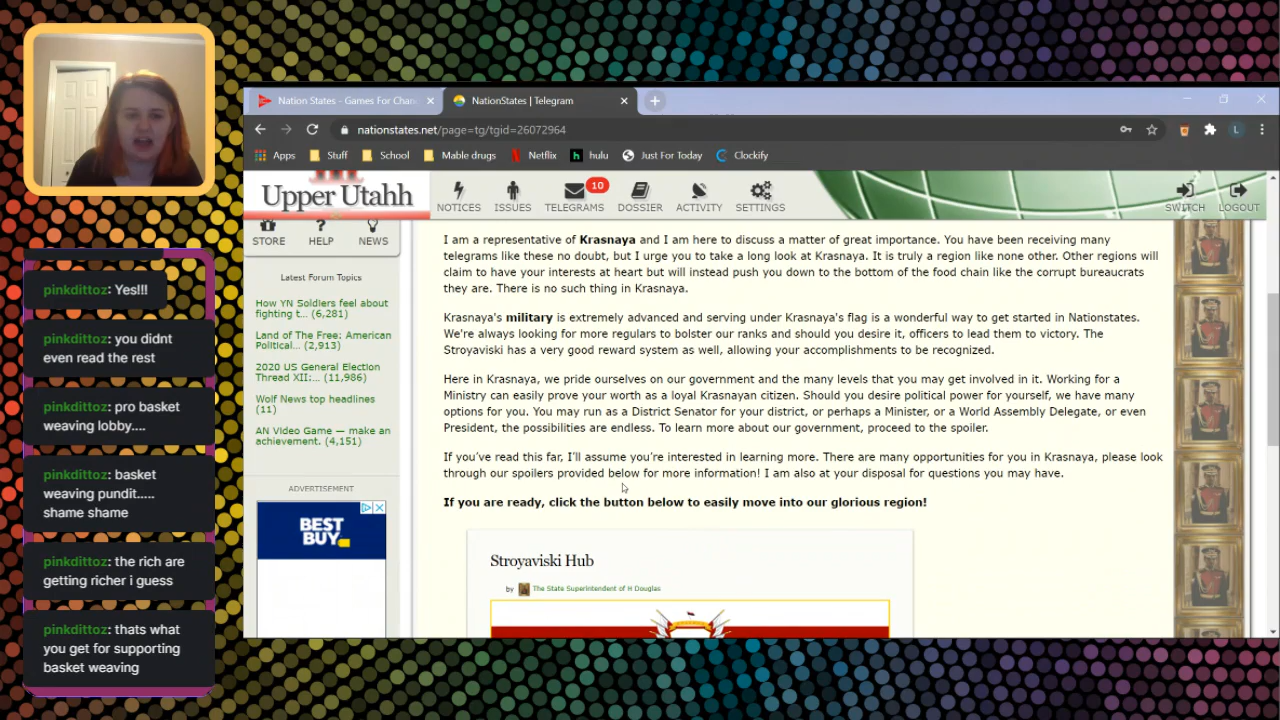 pinkdittoz: Yes!!!
pinkdittoz: you didnt
even read the rest
pinkdittoz: pro basket
weaving lobby....
pinkdittoz: basket
weaving pundit.....
shame shame
pinkdittoz: the rich are
getting richer i guess
pinkdittoz: thats what
you get for supporting
basket weaving
Nation States - Games For Chan
NationStates | Telegram
nationstates.net/page=tg/tgid=26072964
L
Apps
Stuff
School
Mable drugs
Netflix
h
hulu
Just For Today
Clockify
Upper Utahh
NOTICES
ISSUES
10
TELEGRAMS
DOSSIER
ACTIVITY
SETTINGS
SWITCH
LOGOUT
STORE
HELP
NEWS
Latest Forum Topics
How YN Soldiers feel about
fighting t... (6,281)
Land of The Free: American
Political... (2,913)
2020 US General Election
Thread XII:... (11,986)
Wolf News top headlines
(11)
AN Video Game — make an
achievement. (4,151)
ADVERTISEMENT
BEST
BUY
I am a representative of Krasnaya and I am here to discuss a matter of great importance. You have been receiving many
telegrams like these no doubt, but I urge you to take a long look at Krasnaya. It is truly a region like none other. Other regions will
claim to have your interests at heart but will instead push you down to the bottom of the food chain like the corrupt bureaucrats
they are. There is no such thing in Krasnaya.
Krasnaya's military is extremely advanced and serving under Krasnaya's flag is a wonderful way to get started in Nationstates.
We're always looking for more regulars to bolster our ranks and should you desire it, officers to lead them to victory. The
Stroyaviski has a very good reward system as well, allowing your accomplishments to be recognized.
Here in Krasnaya, we pride ourselves on our government and the many levels that you may get involved in it. Working for a
Ministry can easily prove your worth as a loyal Krasnayan citizen. Should you desire political power for yourself, we have many
options for you. You may run as a District Senator for your district, or perhaps a Minister, or a World Assembly Delegate, or even
President, the possibilities are endless. To learn more about our government, proceed to the spoiler.
If you've read this far, I'll assume you're interested in learning more. There are many opportunities for you in Krasnaya, please look
through our spoilers provided below for more information! I am also at your disposal for questions you may have.
If you are ready, click the button below to easily move into our glorious region!
Stroyaviski Hub
by The State Superintendent of H Douglas